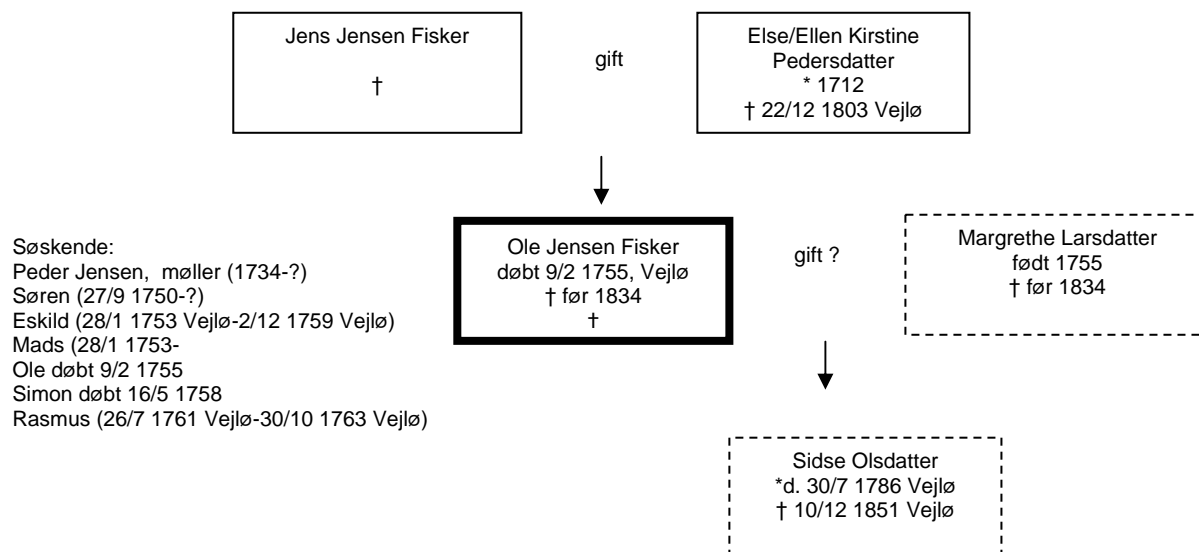 Jens Jensen Fisker
†
gift
Else/Ellen Kirstine
Pedersdatter
* 1712
† 22/12 1803 Vejlø
Søskende:
Peder Jensen, møller (1734-?)
Søren (27/9 1750-?)
Eskild (28/1 1753 Vejlø-2/12 1759 Vejlø)
Mads (28/1 1753-
Ole døbt 9/2 1755
Simon døbt 16/5 1758
Rasmus (26/7 1761 Vejlø-30/10 1763 Vejlø)
Ole Jensen Fisker
døbt 9/2 1755, Vejlø
† før 1834
†
gift ?
Margrethe Larsdatter
født 1755
† før 1834
Sidse Olsdatter
*d. 30/7 1786 Vejlø
† 10/12 1851 Vejlø